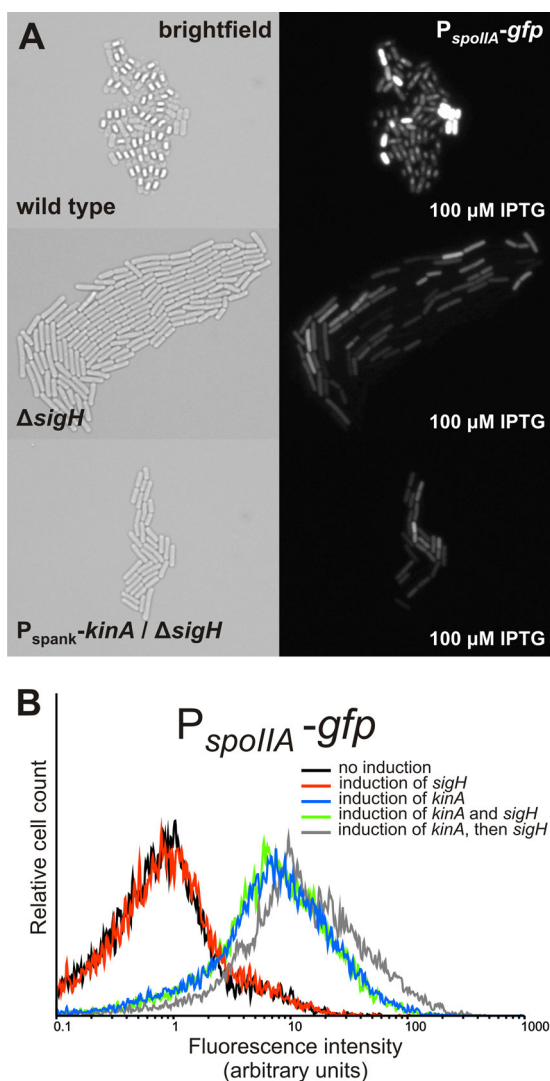 A
brightfield
PspoIIA-gfp
wild type
100 µM IPTG
ΔsigH
100 µM IPTG
Pspank-kinA / ΔsigH
100 µM IPTG
B
PspoIIA-gfp
no induction
induction of sigH
induction of kinA
induction of kinA and sigH
induction of kinA, then sigH
Relative cell count
0.1 1 10 100 1000
Fluorescence intensity
(arbitrary units)